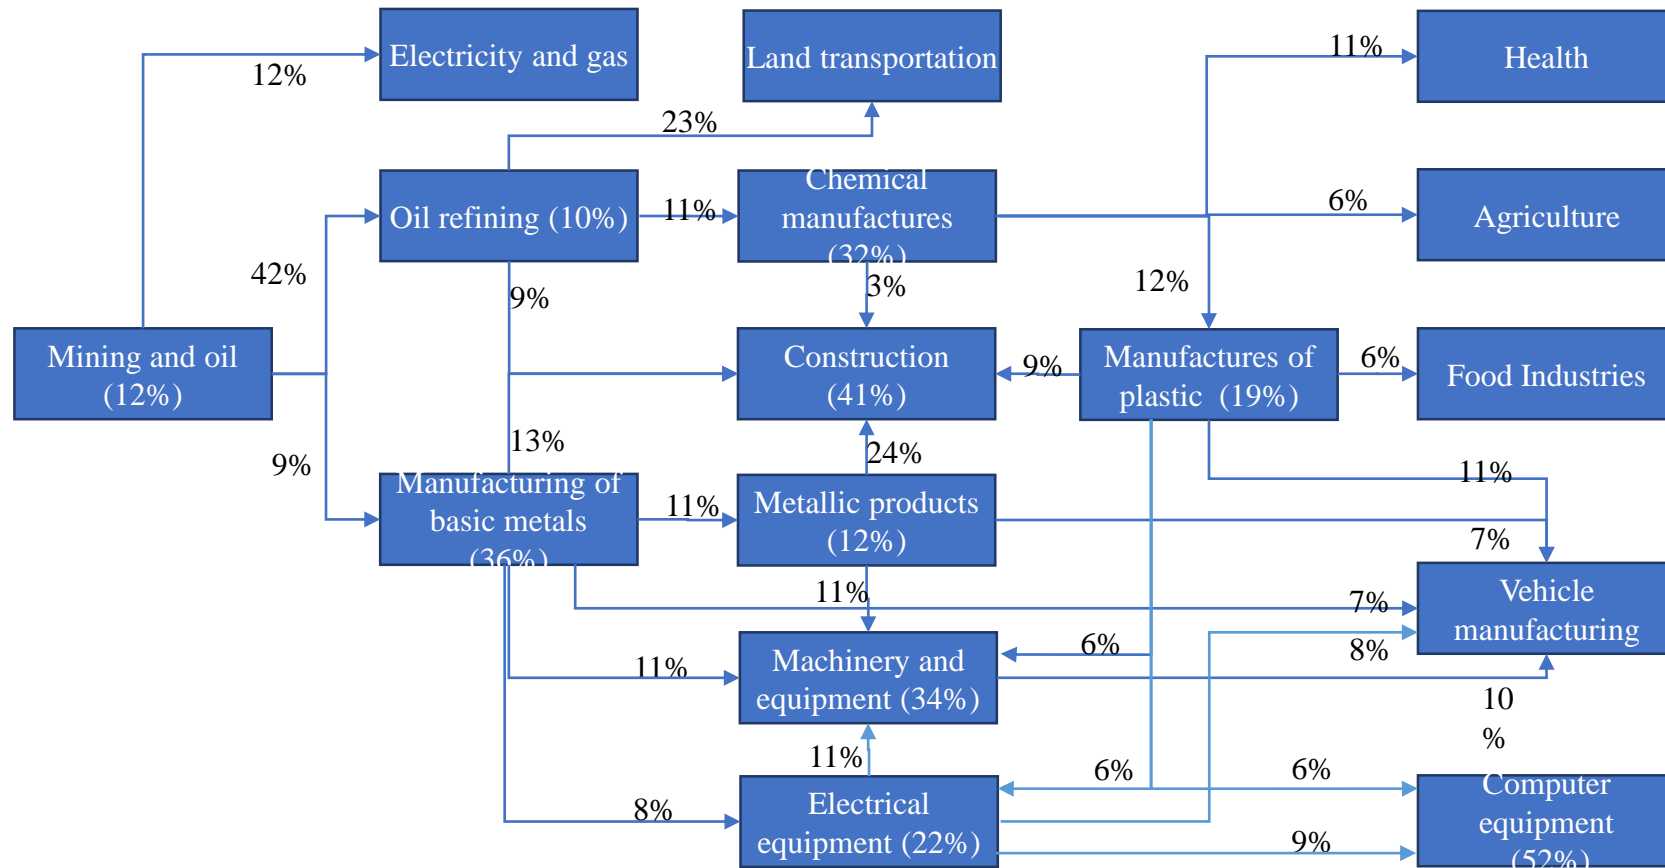 Electricity and gas
Land transportation
Health
12%
11%
23%
Oil refining (10%)
11%
Chemical
manufactures
(32%)
6%
Agriculture
42%
9%
3%
12%
Mining and oil
(12%)
Construction
(41%)
9%
Manufactures of
plastic (19%)
6%
Food Industries
9%
13%
24%
11%
Manufacturing of
basic metals
(36%)
11%
Metallic products
(12%)
7%
11%
7%
Vehicle
manufacturing
11%
Machinery and
equipment (34%)
6%
8%
10
%
11%
6%
6%
8%
Electrical
equipment (22%)
9%
Computer
equipment
(52%)